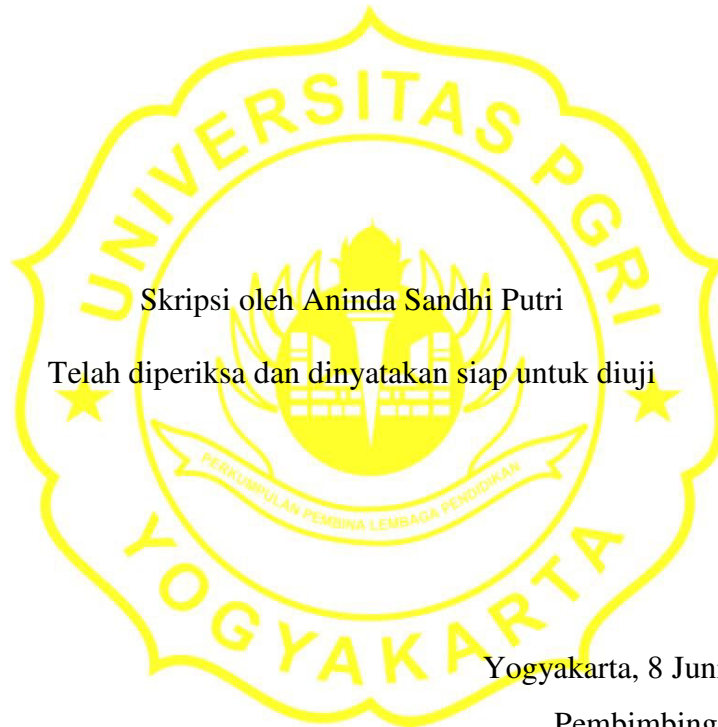 UNIVERSITAS PGRI
Skripsi oleh Aninda Sandhi Putri
Telah diperiksa dan dinyatakan siap untuk diuji
PERKUMPULAN PEMBINA LEMBAGA PENDIDIKAN
YOGYAKARTA
Yogyakarta, 8 Juni
Pembimbing